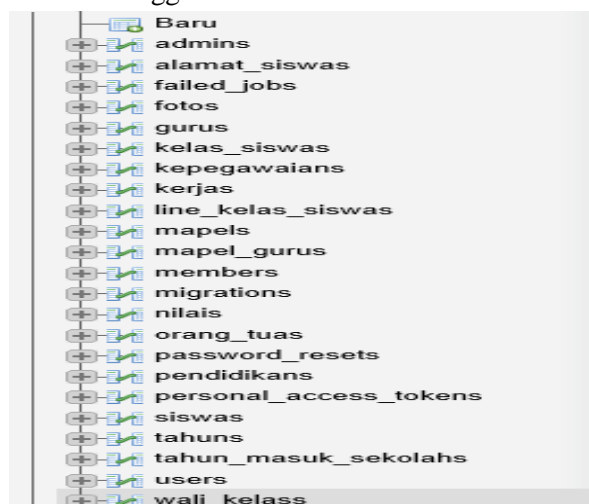 Baru
admins
alamat_siswas
failed_jobs
fotos
gurus
kelas_siswas
kepegawaians
kerjas
line_kelas_siswas
mapels
mapel_gurus
members
migrations
nilais
orang_tuas
password_resets
pendidikans
personal_access_tokens
siswas
tahuns
tahun_masuk_sekolahs
users
wali_kelass